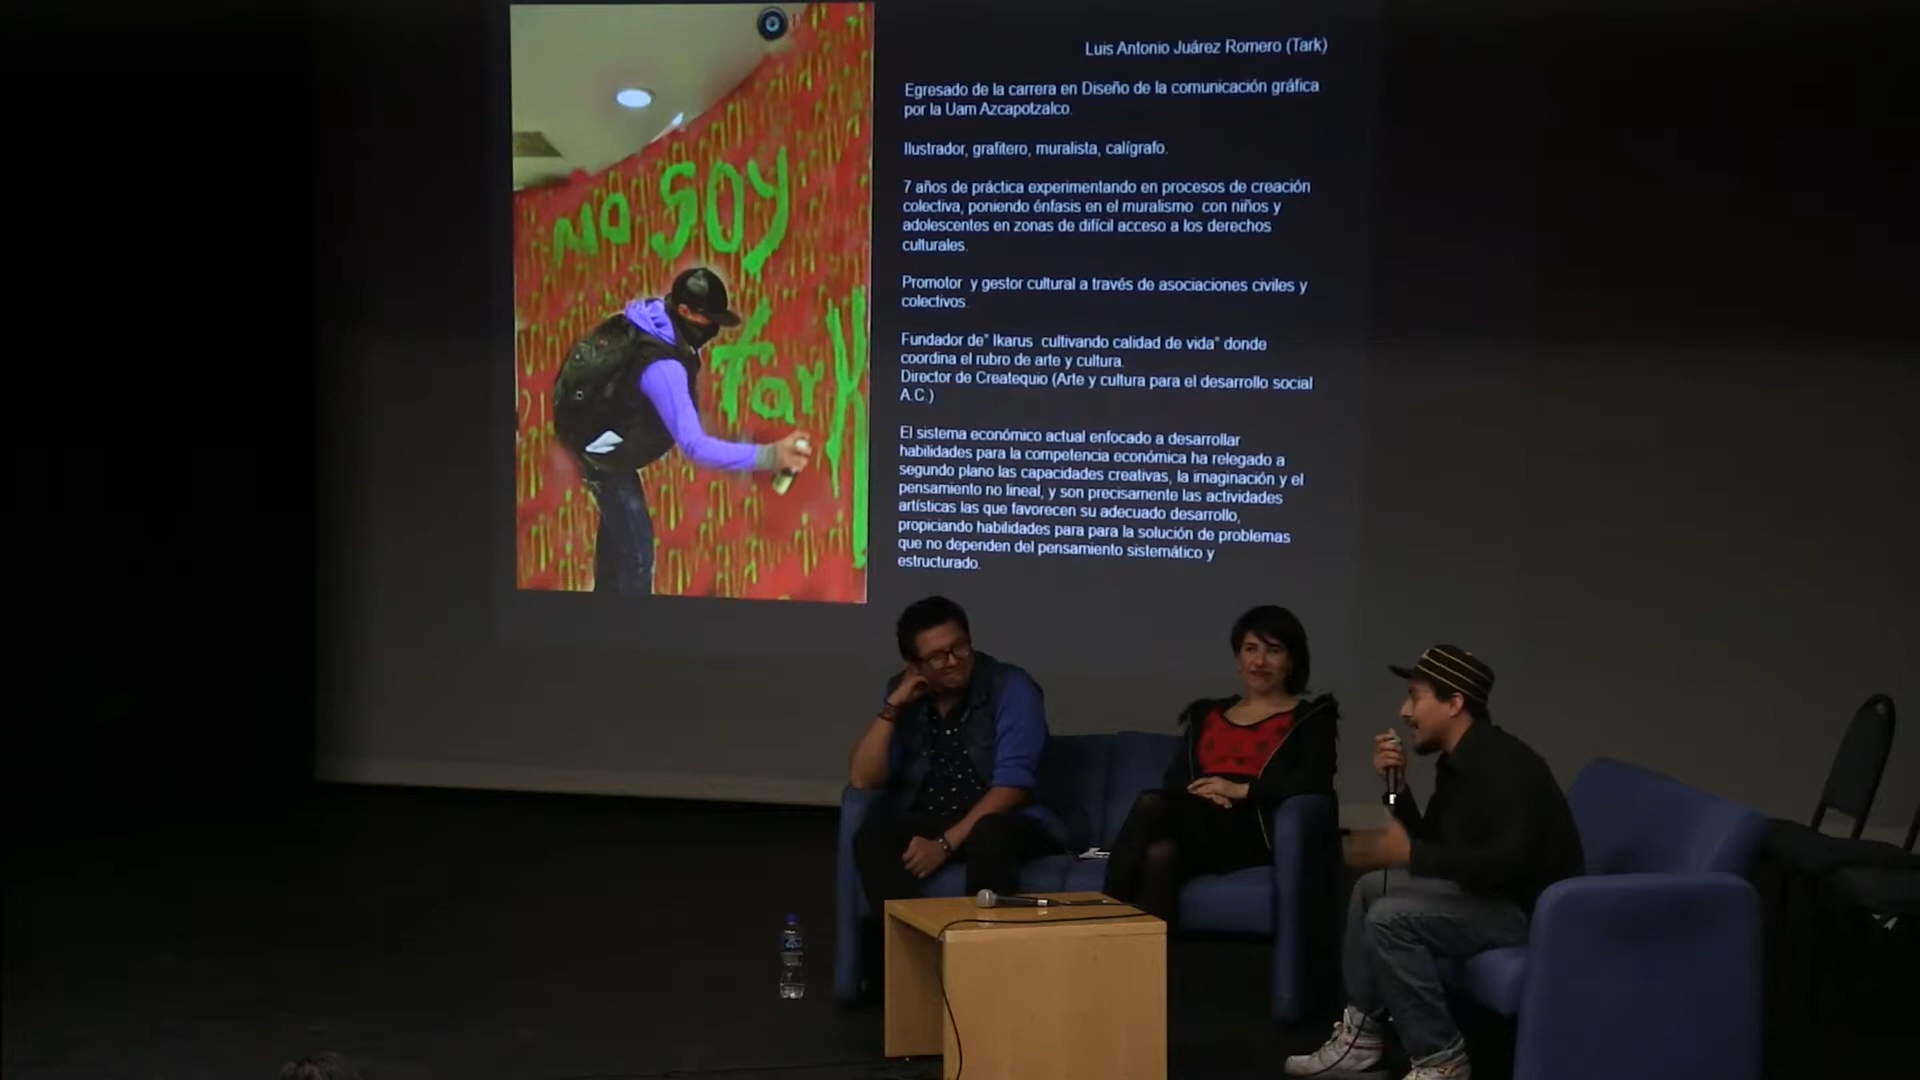 NO SOY
Tark
Luis Antonio Juárez Romero (Tark)
Egresado de la carrera en Diseño de la comunicación gráfica
por la Uam Azcapotzalco.
Ilustrador, grafitero, muralista, calígrafo.
7 años de práctica experimentando en procesos de creación
colectiva, poniendo énfasis en el muralismo con niños y
adolescentes en zonas de difícil acceso a los derechos
culturales.
Promotor y gestor cultural a través de asociaciones civiles y
colectivos.
Fundador de" Ikarus cultivando calidad de vida" donde
coordina el rubro de arte y cultura.
Director de Createquio (Arte y cultura para el desarrollo social
A.C.)
El sistema económico actual enfocado a desarrollar
habilidades para la competencia económica ha relegado a
segundo plano las capacidades creativas, la imaginación y el
pensamiento no lineal, y son precisamente las actividades
artísticas las que favorecen su adecuado desarrollo,
propiciando habilidades para para la solución de problemas
que no dependen del pensamiento sistemático y
estructurado.